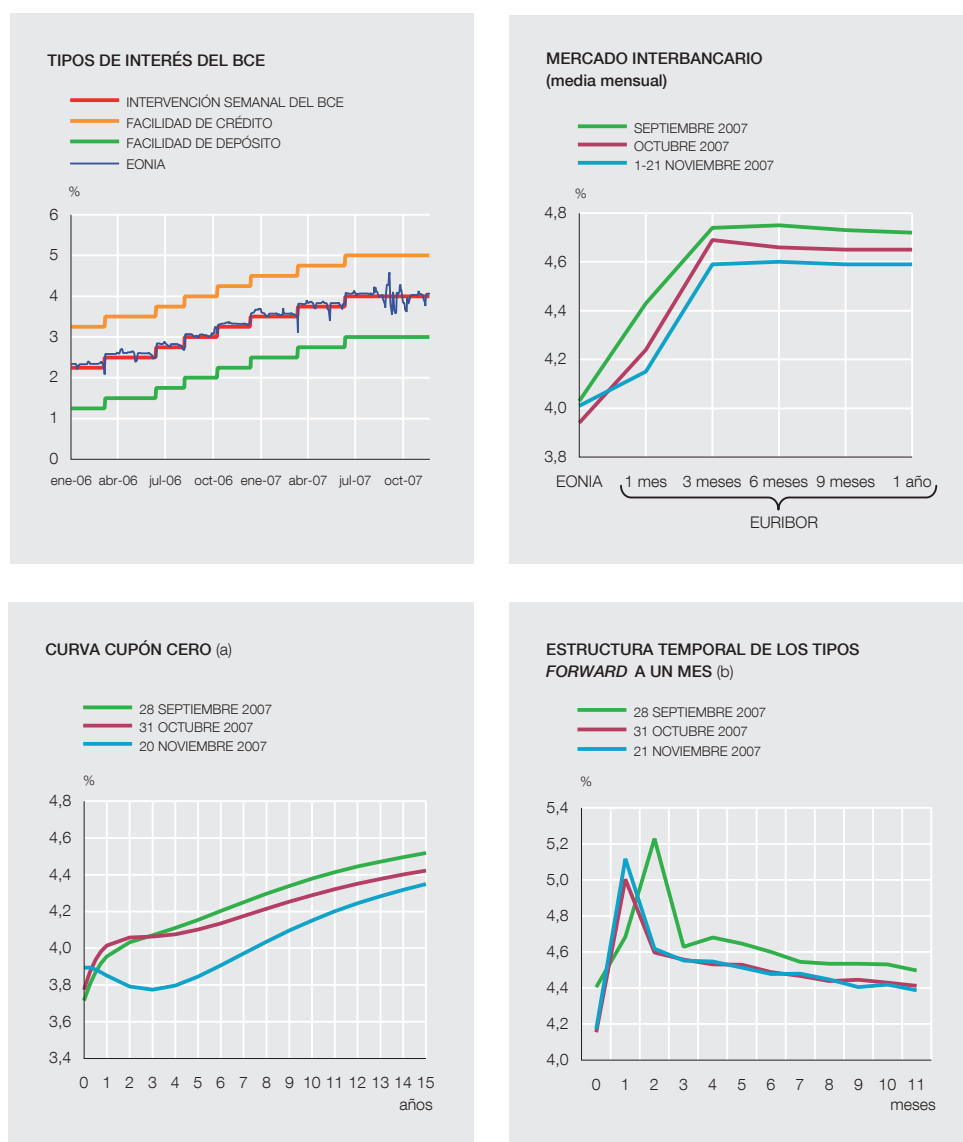 TIPOS DE INTERÉS DEL BCE
INTERVENCIÓN SEMANAL DEL BCE
FACILIDAD DE CRÉDITO
FACILIDAD DE DEPÓSITO
EONIA
%
6
5
4
3
2
1
0
ene-06 abr-06 jul-06 oct-06 ene-07 abr-07 jul-07 oct-07
MERCADO INTERBANCARIO
(media mensual)
SEPTIEMBRE 2007
OCTUBRE 2007
1-21 NOVIEMBRE 2007
%
4,8
4,6
4,4
4,2
4,0
3,8
EONIA 1 mes 3 meses 6 meses 9 meses 1 año
EURIBOR
CURVA CUPÓN CERO (a)
28 SEPTIEMBRE 2007
31 OCTUBRE 2007
20 NOVIEMBRE 2007
%
4,8
4,6
4,4
4,2
4,0
3,8
3,6
3,4
0 1 2 3 4 5 6 7 8 9 10 11 12 13 14 15
años
ESTRUCTURA TEMPORAL DE LOS TIPOS
FORWARD A UN MES (b)
28 SEPTIEMBRE 2007
31 OCTUBRE 2007
21 NOVIEMBRE 2007
%
5,4
5,2
5,0
4,8
4,6
4,4
4,2
4,0
0 1 2 3 4 5 6 7 8 9 10 11
meses